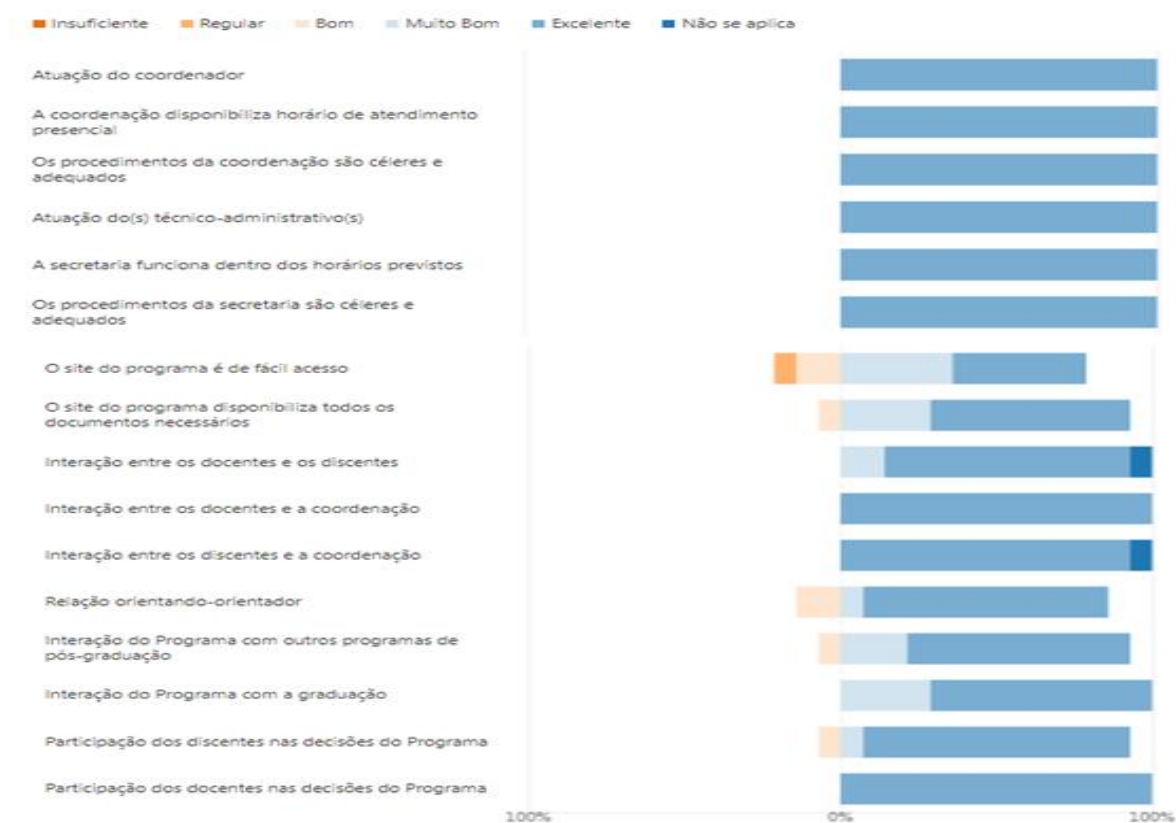 Insuficiente Regular Bom Muito Bom Excelente Não se aplica
Atuação do coordenador
A coordenação disponibiliza horário de atendimento
presencial
Os procedimentos da coordenação são céleres e
adequados
Atuação do(s) técnico-administrativo(s)
A secretaria funciona dentro dos horários previstos
Os procedimentos da secretaria são céleres e
adequados
O site do programa é de fácil acesso
O site do programa disponibiliza todos os
documentos necessários
Interação entre os docentes e os discentes
Interação entre os docentes e a coordenação
Interação entre os discentes e a coordenação
Relação orientando-orientador
Interação do Programa com outros programas de
pós-graduação
Interação do Programa com a graduação
Participação dos discentes nas decisões do Programa
Participação dos docentes nas decisões do Programa
100% 0% 100%